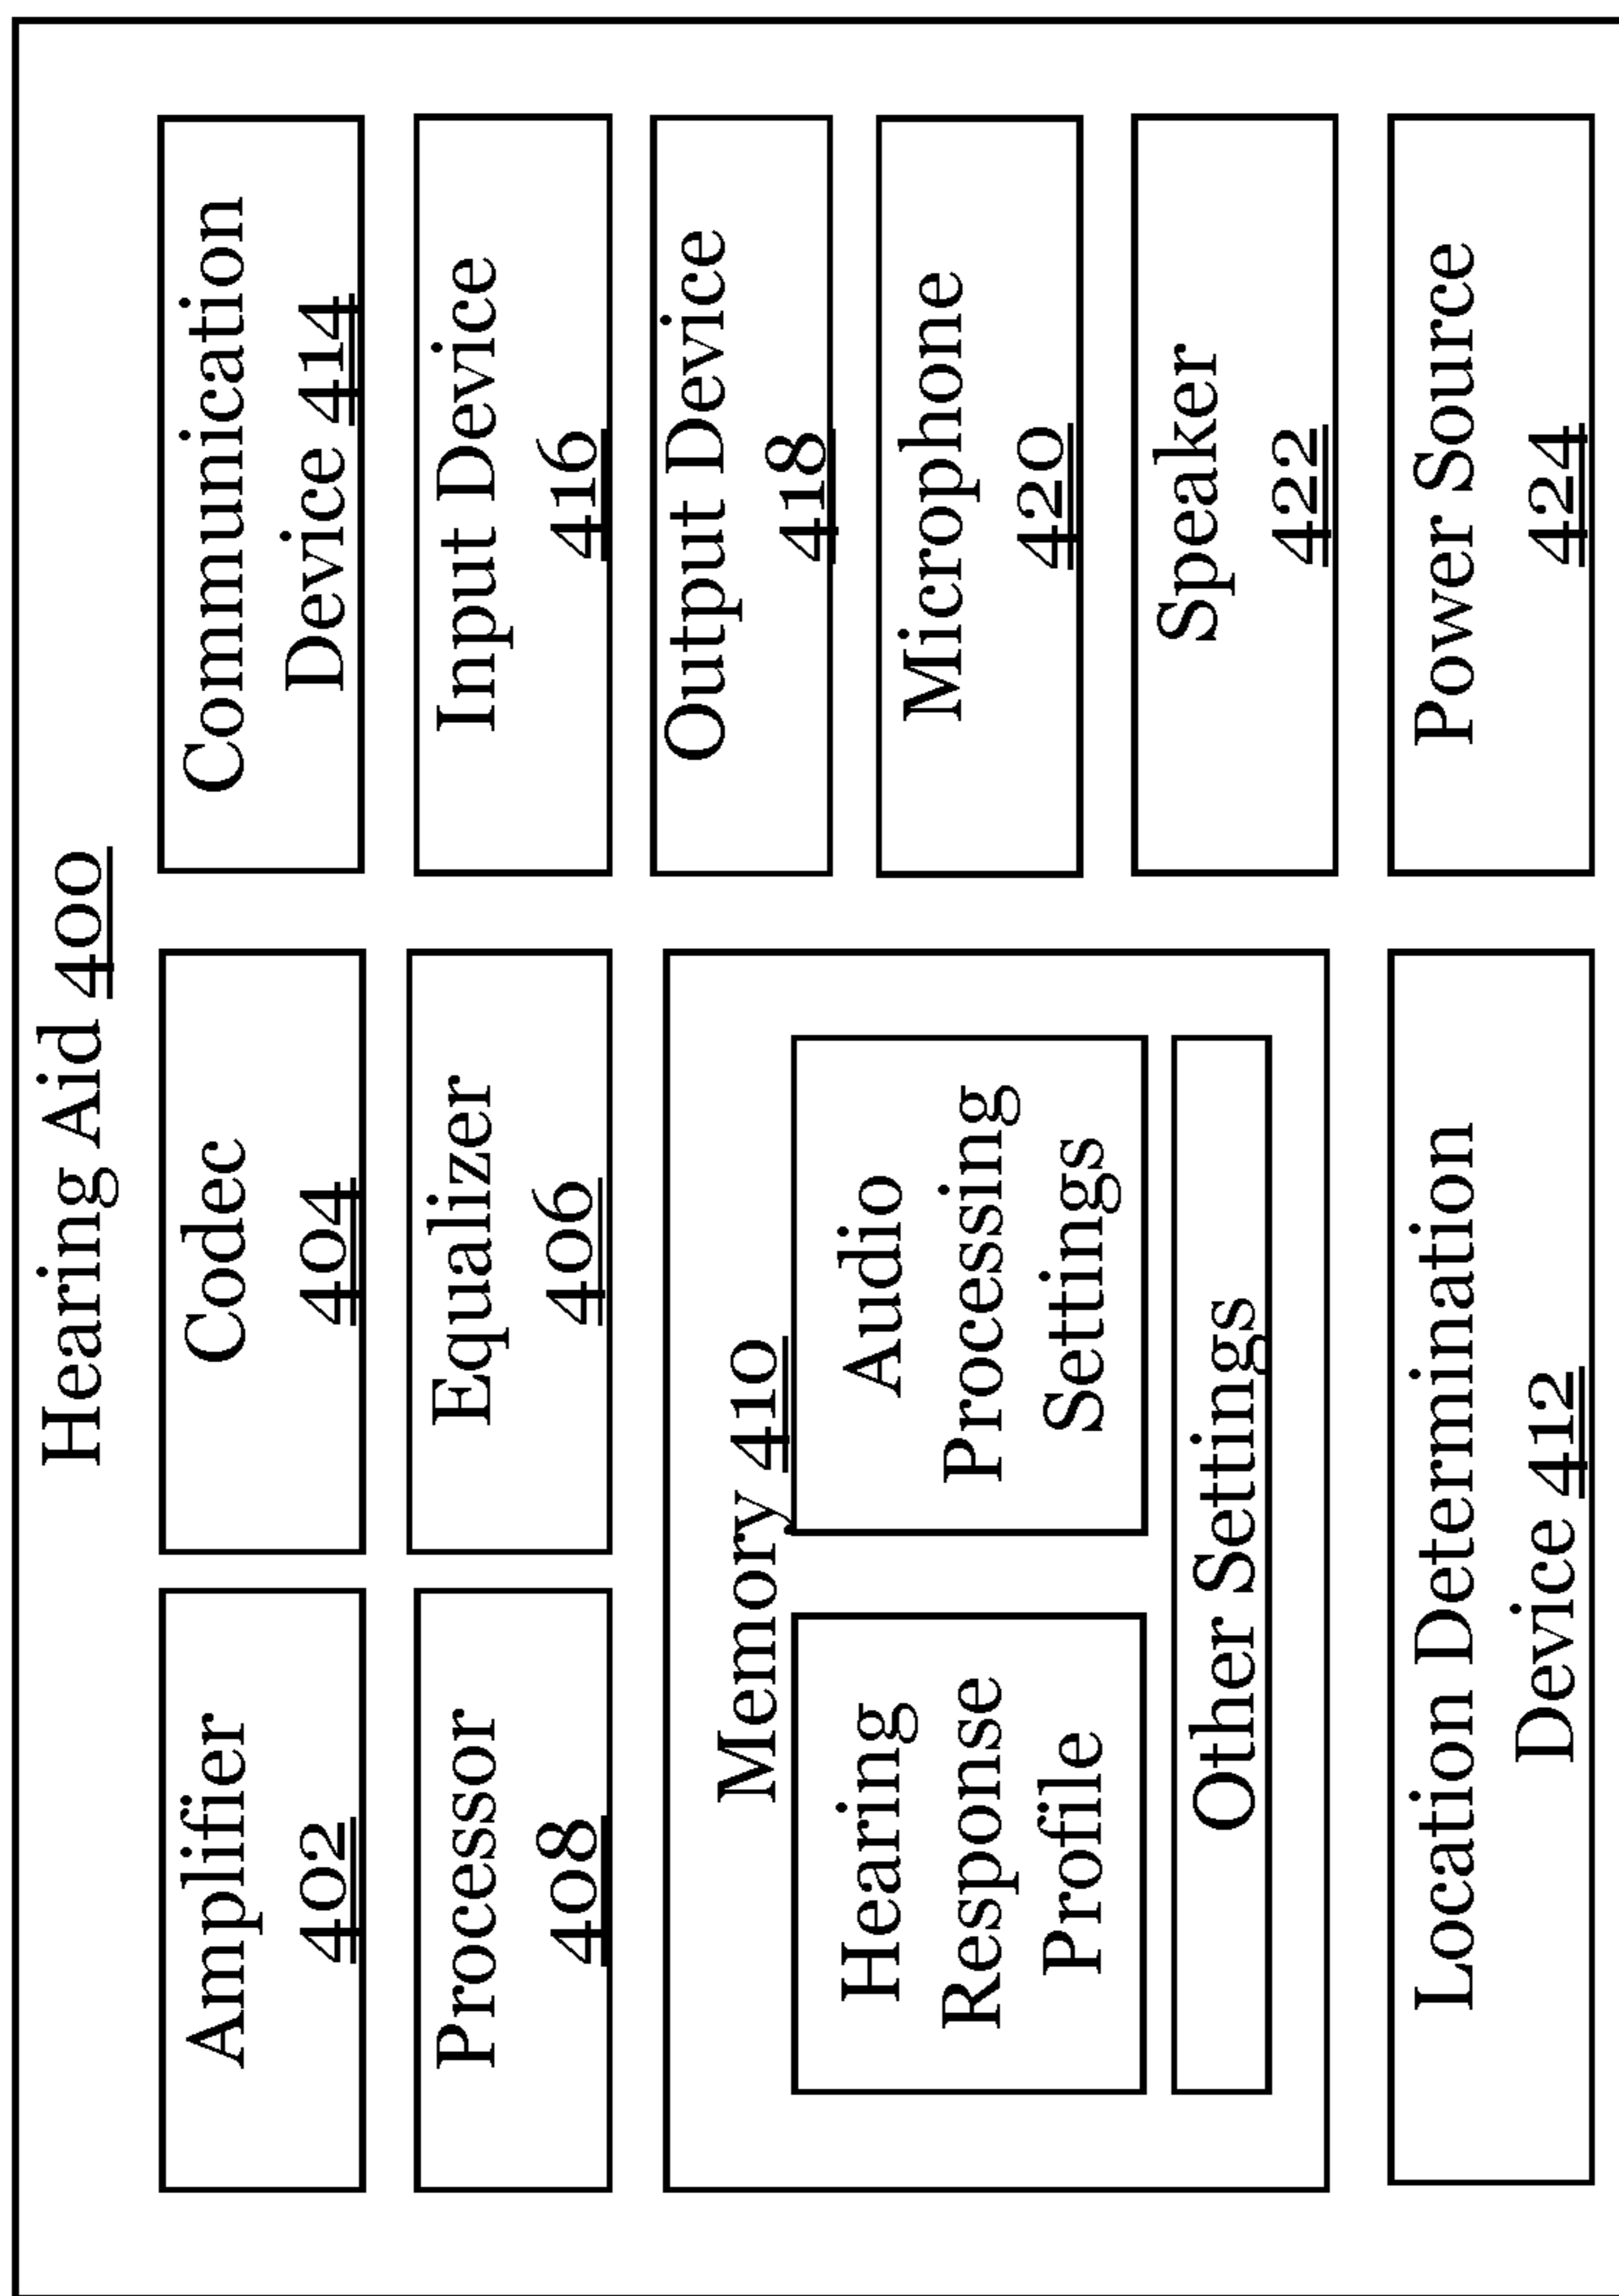 Hearing Aid 400
Amplifier
402
Codec
404
Communication
Device 414
Processor
408
Equalizer
406
Input Device
416
Output Device
418
Memory 410
Hearing
Response
Profile
Audio
Processing
Settings
Other Settings
Microphone
420
Speaker
422
Location Determination
Device 412
Power Source
424